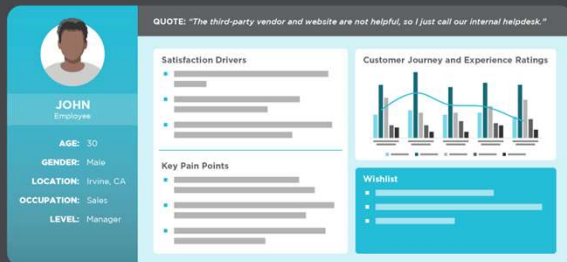 QUOTE: "The third-party vendor and website are not helpful, so I just call our internal helpdesk."
JOHN
Employee
AGE: 30
GENDER: Male
LOCATION: Irvine, CA
OCCUPATION: Sales
LEVEL: Manager
Satisfaction Drivers
Key Pain Points
Customer Journey and Experience Ratings
Wishlist